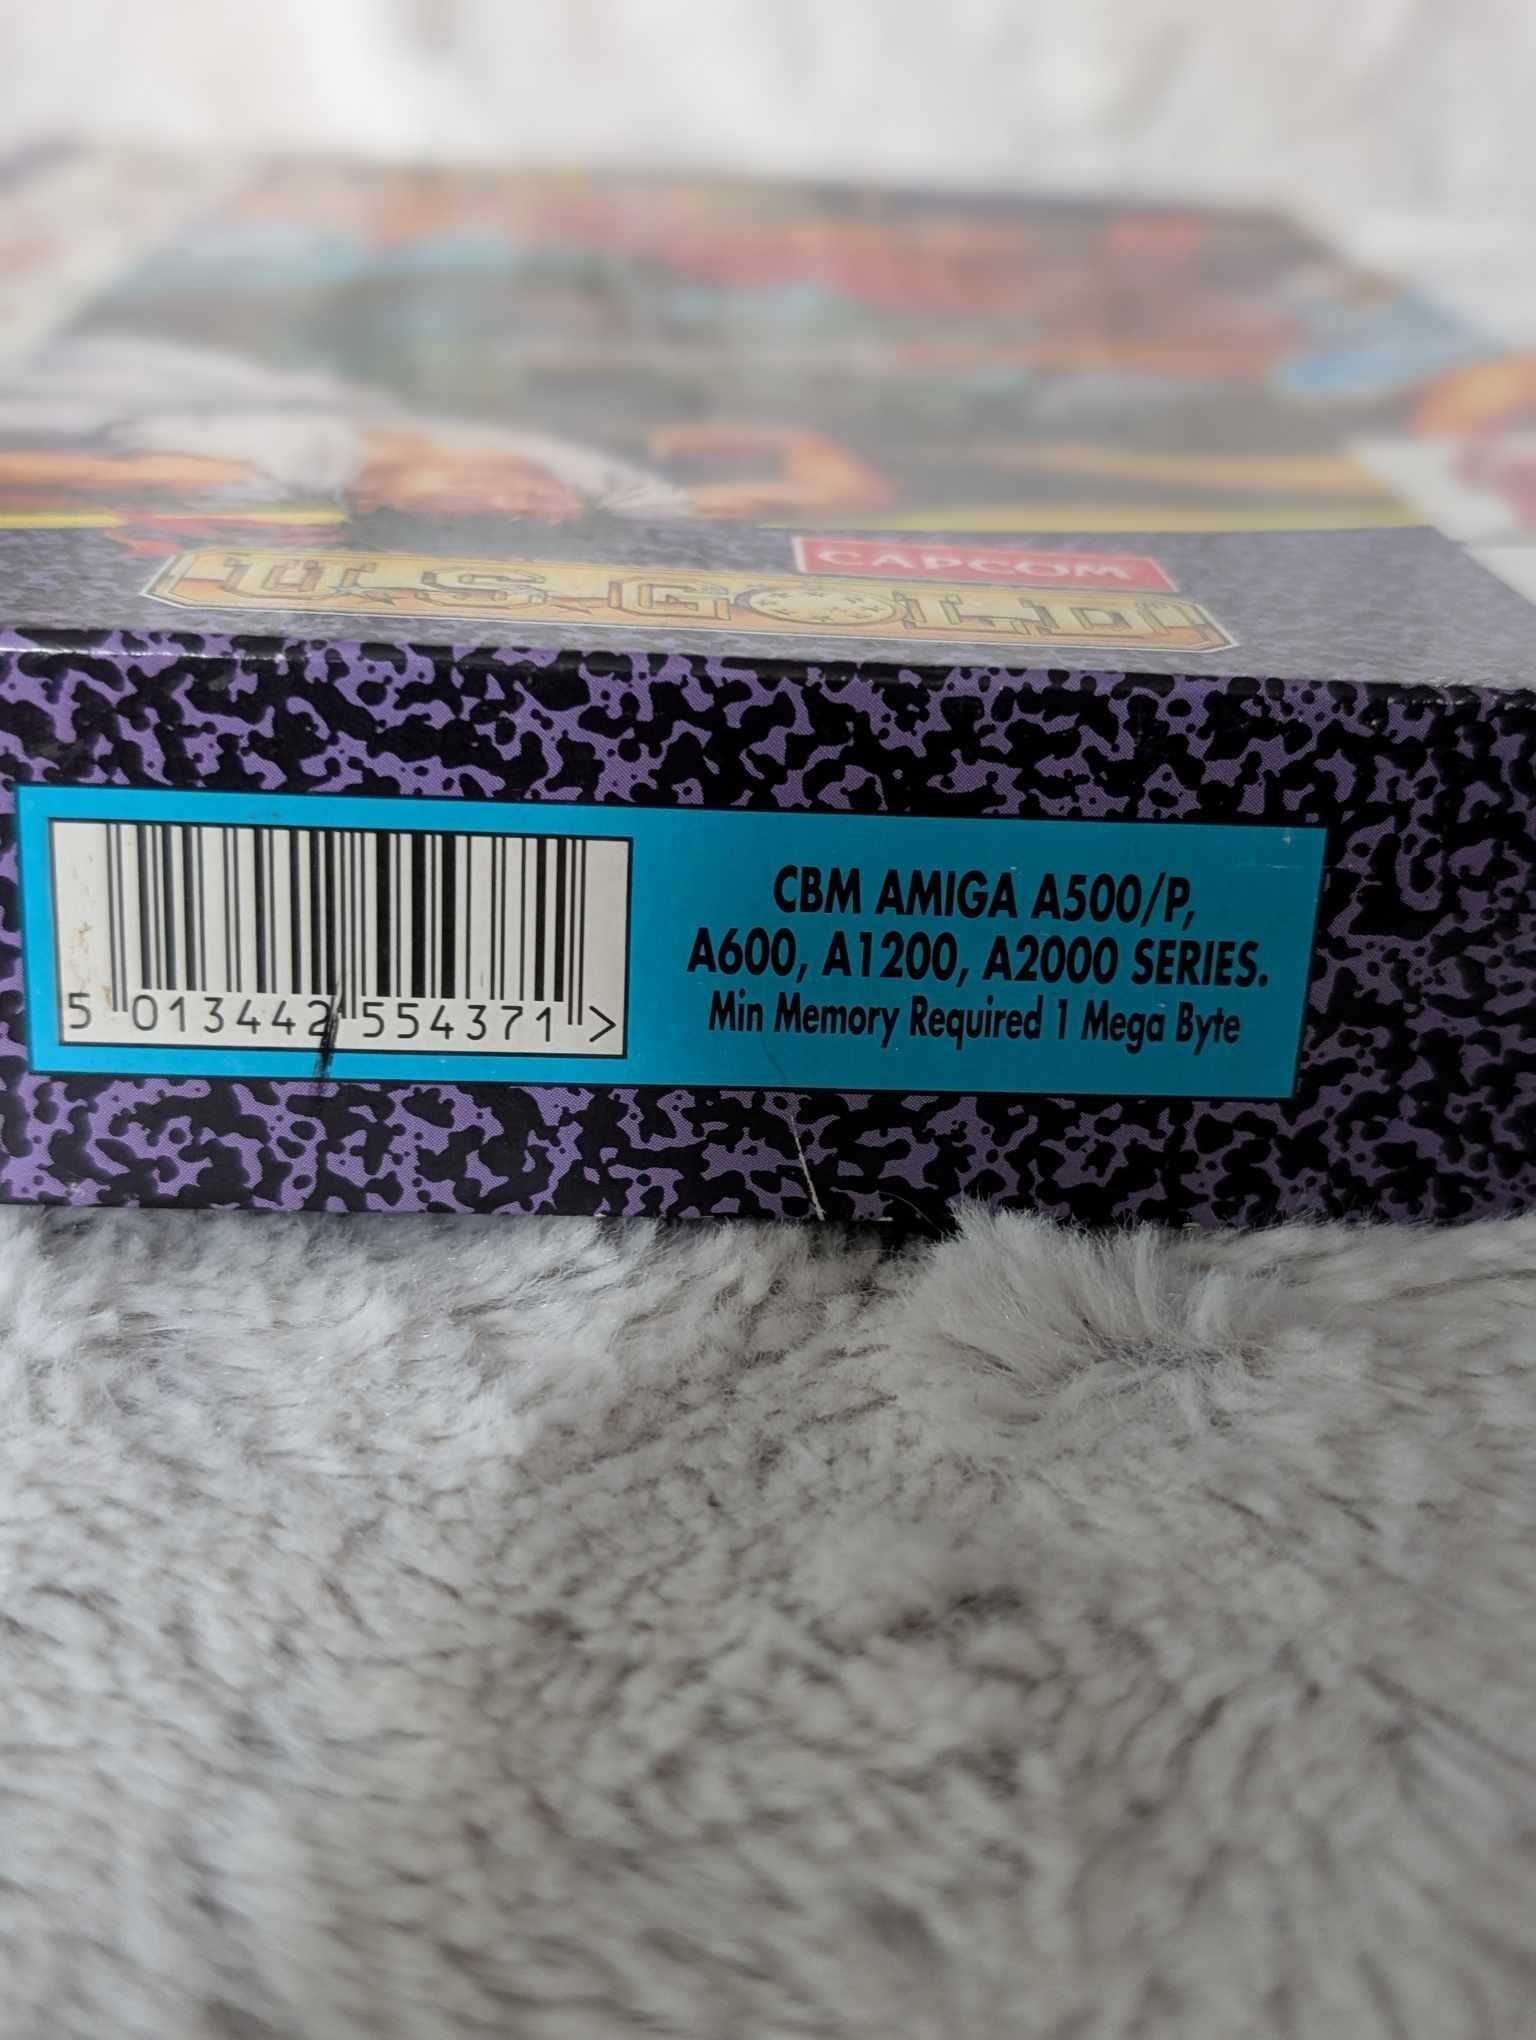 CAPCOM
U.S. GOLD
CBM AMIGA A500/P,
A600, A1200, A2000 SERIES.
Min Memory Required 1 Mega Byte
5 013442 554371 >